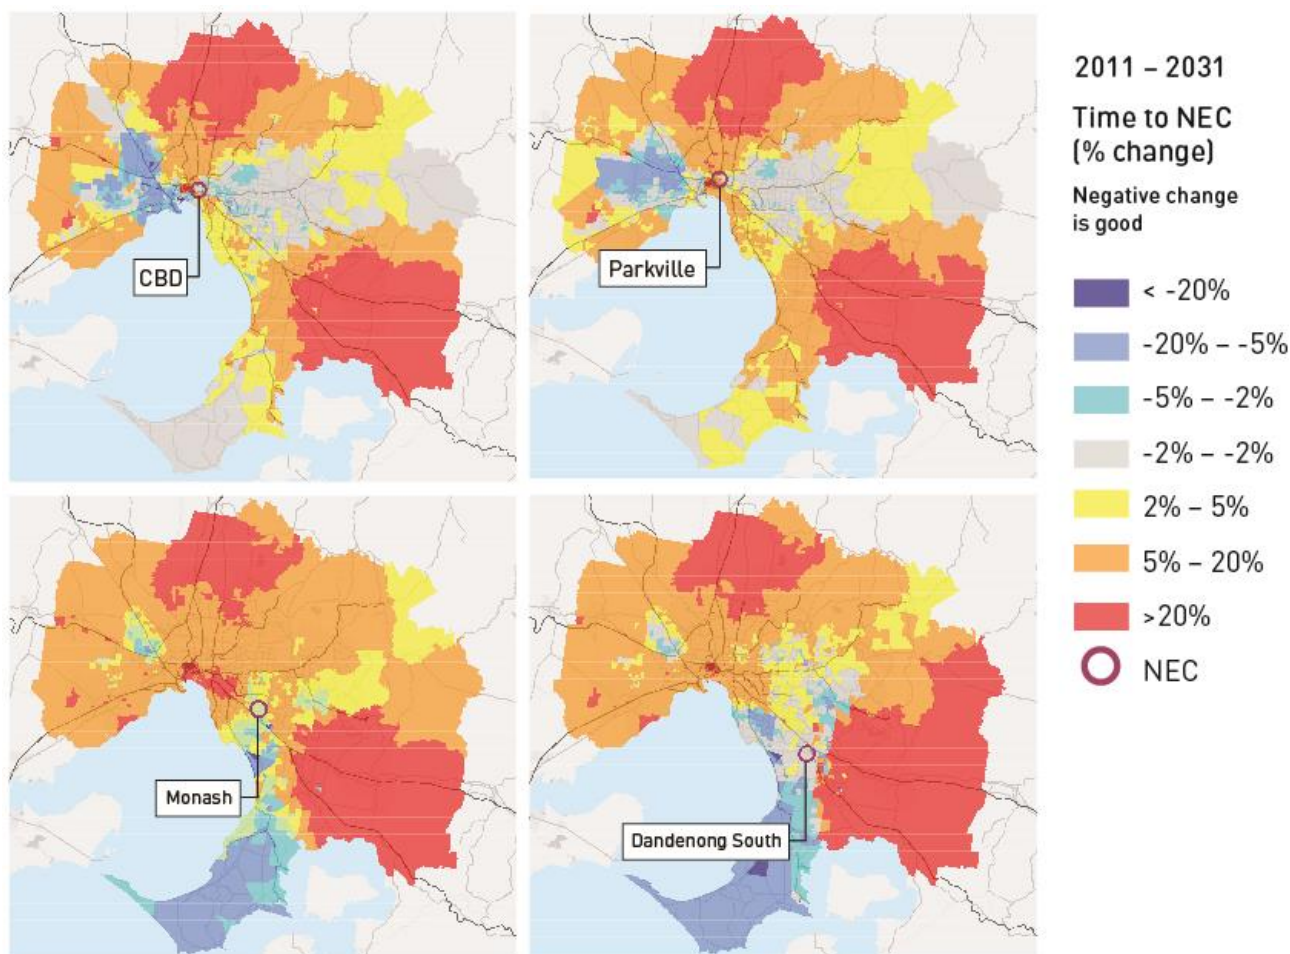 CBD
Parkville
Monash
Dandenong South
2011 – 2031
Time to NEC
(% change)
Negative change
is good
< -20%
-20% – -5%
-5% – -2%
-2% – -2%
2% – 5%
5% – 20%
>20%
NEC